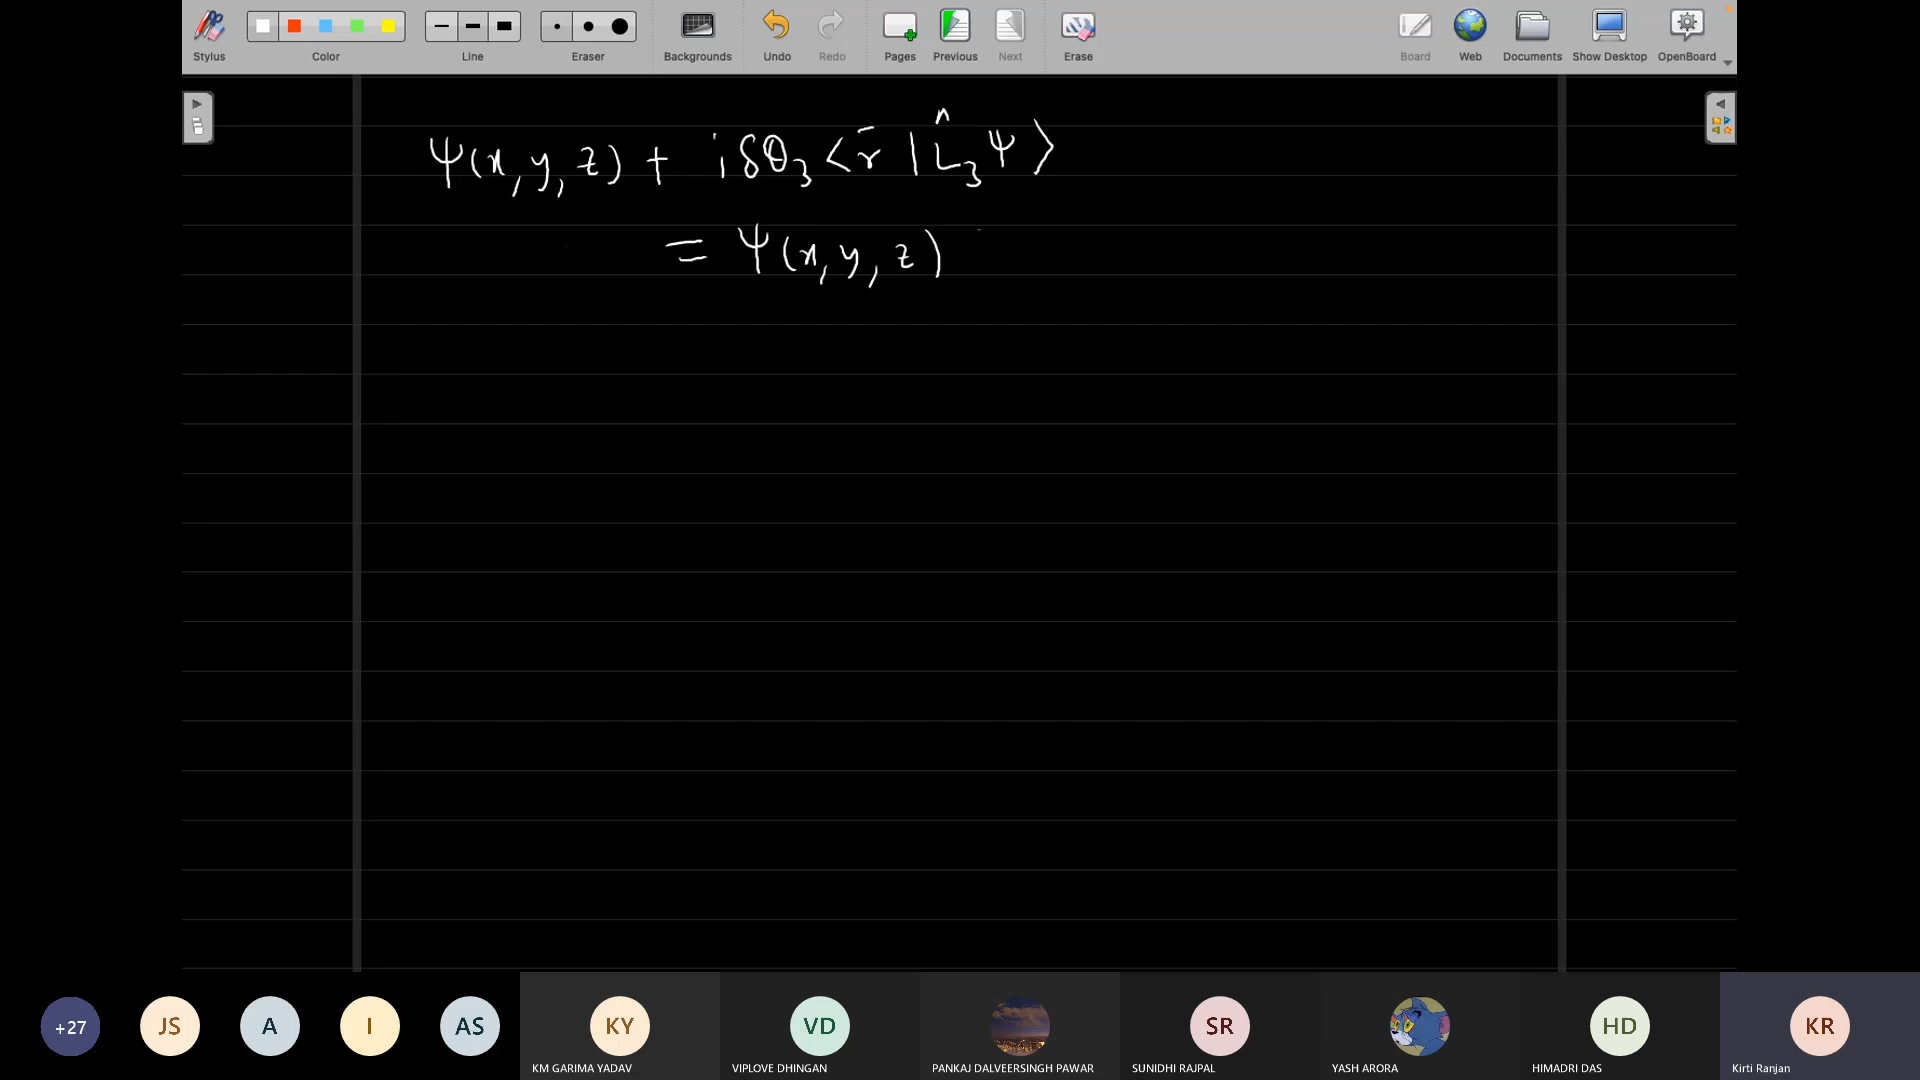 Stylus Color Line Eraser Backgrounds Undo Redo Pages Previous Next Erase Board Web Documents Show Desktop OpenBoard
Ψ(x, y, z) + iδθ₃⟨r̄ | L̂₃Ψ⟩
= Ψ(x, y, z)
+27 JS A I AS KY VD SR HD KR
KM GARIMA YADAV VIPLOVE DHINGAN PANKAJ DALVEERSINGH PAWAR SUNIDHI RAJPAL YASH ARORA HIMADRI DAS Kirti Ranjan